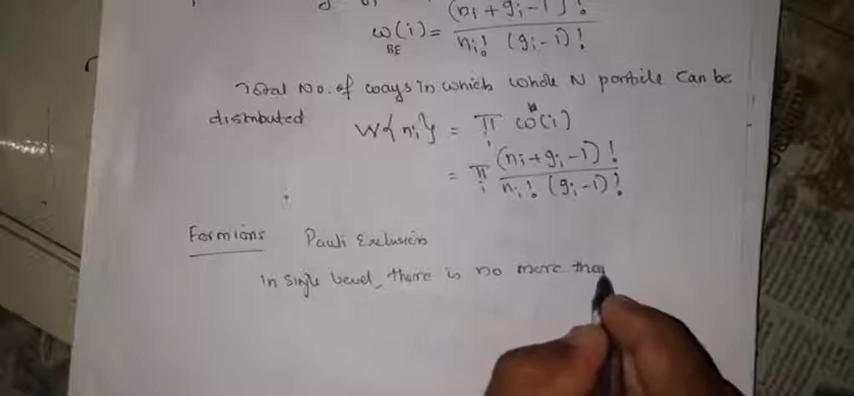 ω(i) = (ni + gi - 1)! / ni! (gi - 1)!
BE
Total No. of ways in which whole N particle can be
distributed W{ni} = π i ω(i)
= π i (ni + gi - 1)! / ni! (gi - 1)!
Formions Pauli Exclusion
In single level, there is no more than